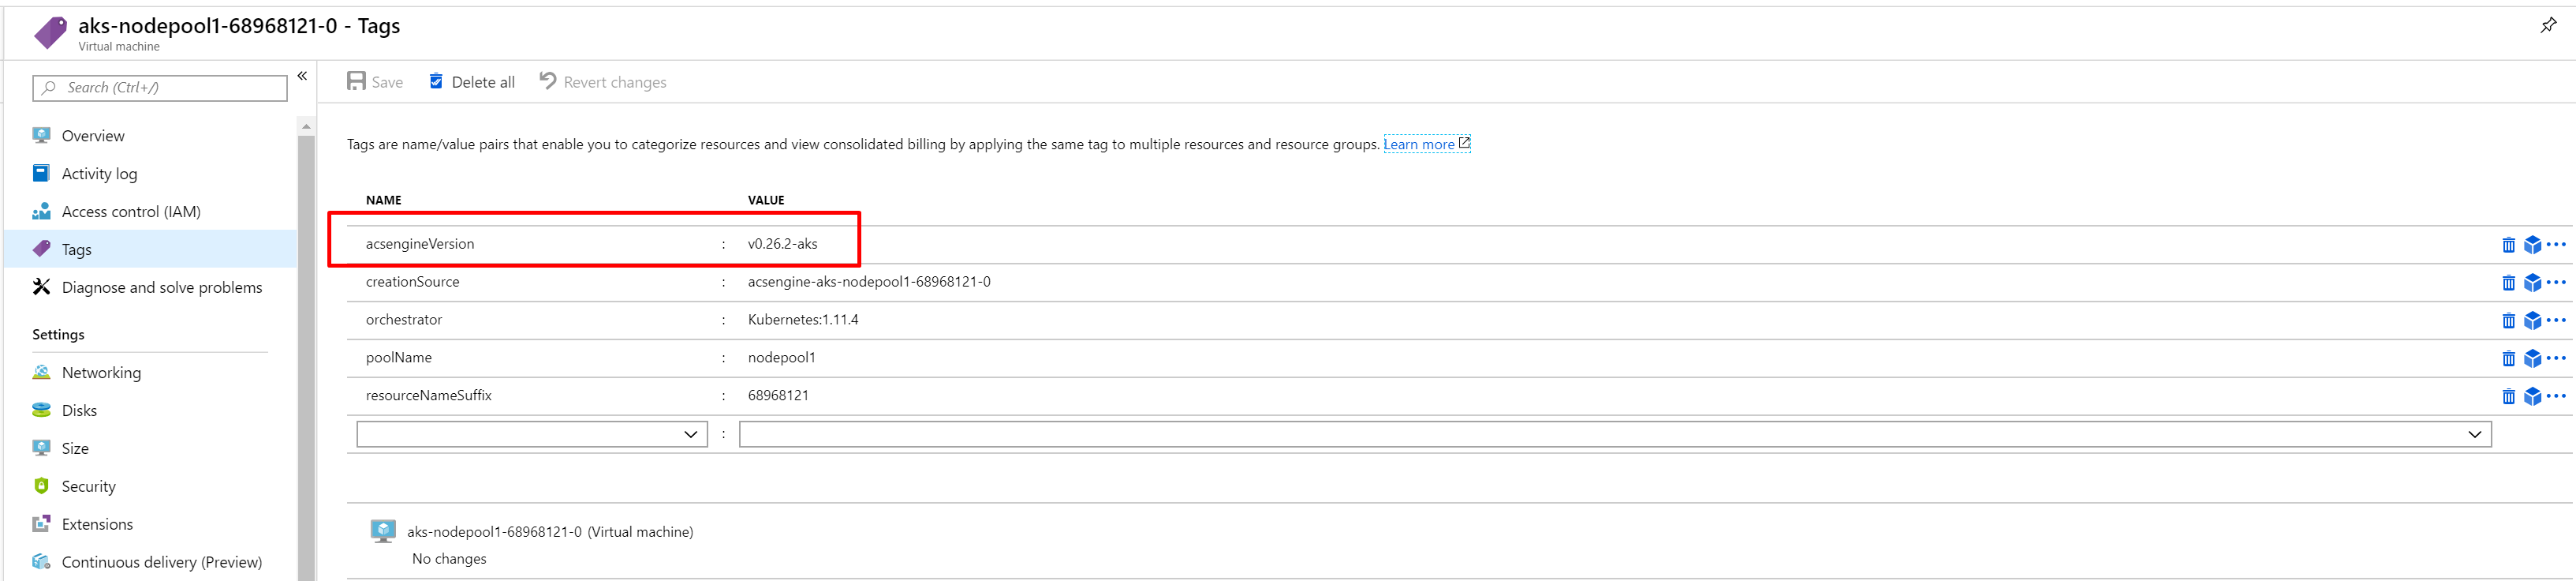 aks-nodepool1-68968121-0 - Tags
Virtual machine
Search (Ctrl+/)
«
Overview
Activity log
Access control (IAM)
Tags
Diagnose and solve problems
Settings
Networking
Disks
Size
Security
Extensions
Continuous delivery (Preview)
Save Delete all Revert changes
Tags are name/value pairs that enable you to categorize resources and view consolidated billing by applying the same tag to multiple resources and resource groups. Learn more
NAME VALUE
acsengineVersion : v0.26.2-aks
creationSource : acsengine-aks-nodepool1-68968121-0
orchestrator : Kubernetes:1.11.4
poolName : nodepool1
resourceNameSuffix : 68968121
:
aks-nodepool1-68968121-0 (Virtual machine)
No changes